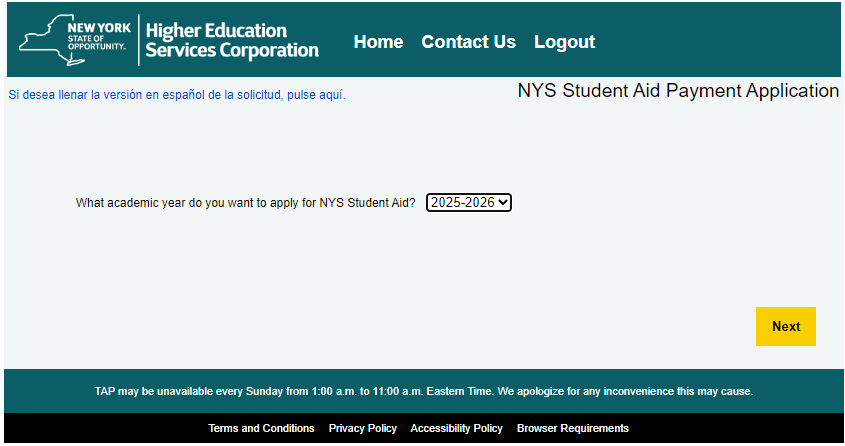 NEW YORK
STATE OF
OPPORTUNITY.
Higher Education
Services Corporation
Home Contact Us Logout
Si desea llenar la versión en español de la solicitud, pulse aquí.
NYS Student Aid Payment Application
What academic year do you want to apply for NYS Student Aid? 2025-2026
Next
TAP may be unavailable every Sunday from 1:00 a.m. to 11:00 a.m. Eastern Time. We apologize for any inconvenience this may cause.
Terms and Conditions Privacy Policy Accessibility Policy Browser Requirements